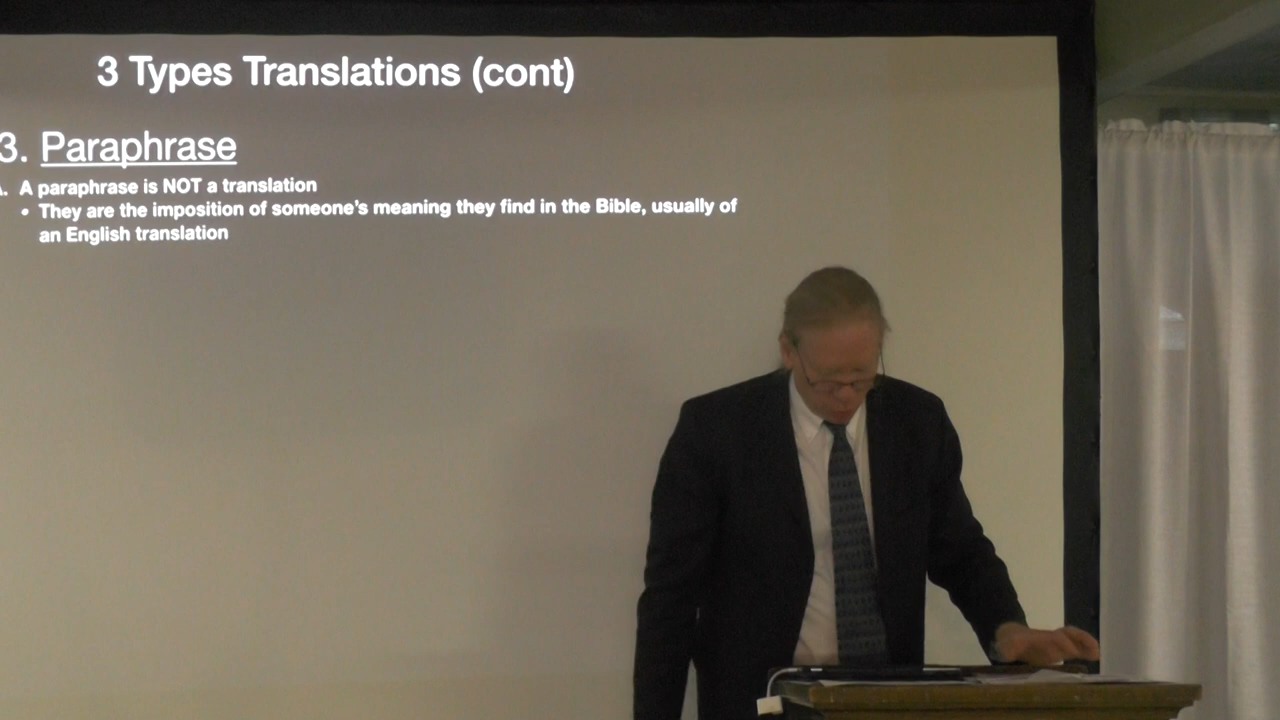 3 Types Translations (cont)
3. Paraphrase
A. A paraphrase is NOT a translation
• They are the imposition of someone's meaning they find in the Bible, usually of
an English translation